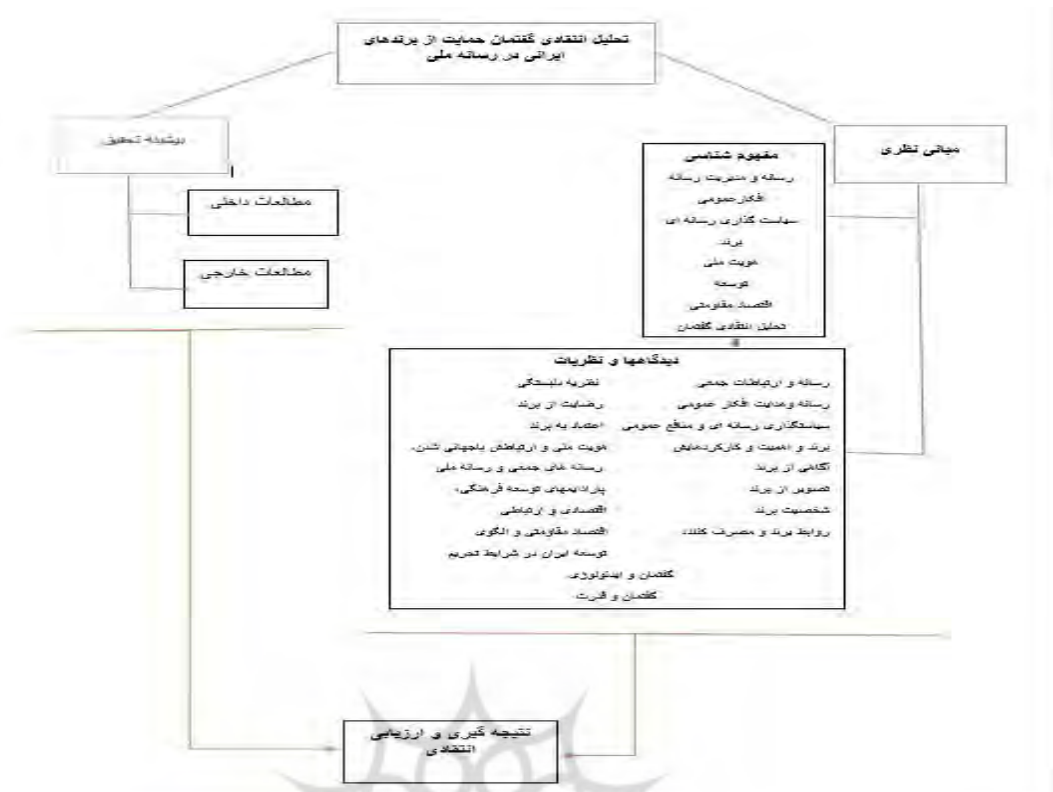 تحلیل انتقادی گفتمان حمایت از برندهای
ایرانی در رسانه ملی
مبانی نظری
پیشینه تحقیق
مفهوم شناسی
رسانه و مدیریت رسانه
افکارعمومی
سیاست گذاری رسانه ای
برند
هویت ملی
توسعه
اقتصاد مقاومتی
تحلیل انتقادی گفتمان
مطالعات داخلی
مطالعات خارجی
دیدگاهها و نظریات
رسانه و ارتباطات جمعی
رسانه وهدایت افکار عمومی
سیاستگذاری رسانه ای و منافع عمومی
برند و اهمیت و کارکردهایش
آگاهی از برند
تصویر از برند
شخصیت برند
روابط برند و مصرف کننده
نظریه دلبستگی
رضایت از برند
اعتماد به برند
هویت ملی و ارتباطش باجهانی شدن،
رسانه های جمعی و رسانه ملی
پارادایمهای توسعه فرهنگی،
اقتصادی و ارتباطی
اقتصاد مقاومتی و الگوی
توسعه ایران در شرایط تحریم
گفتمان و ایدئولوژی
گفتمان و قدرت
نتیجه گیری و ارزیابی
انتقادی